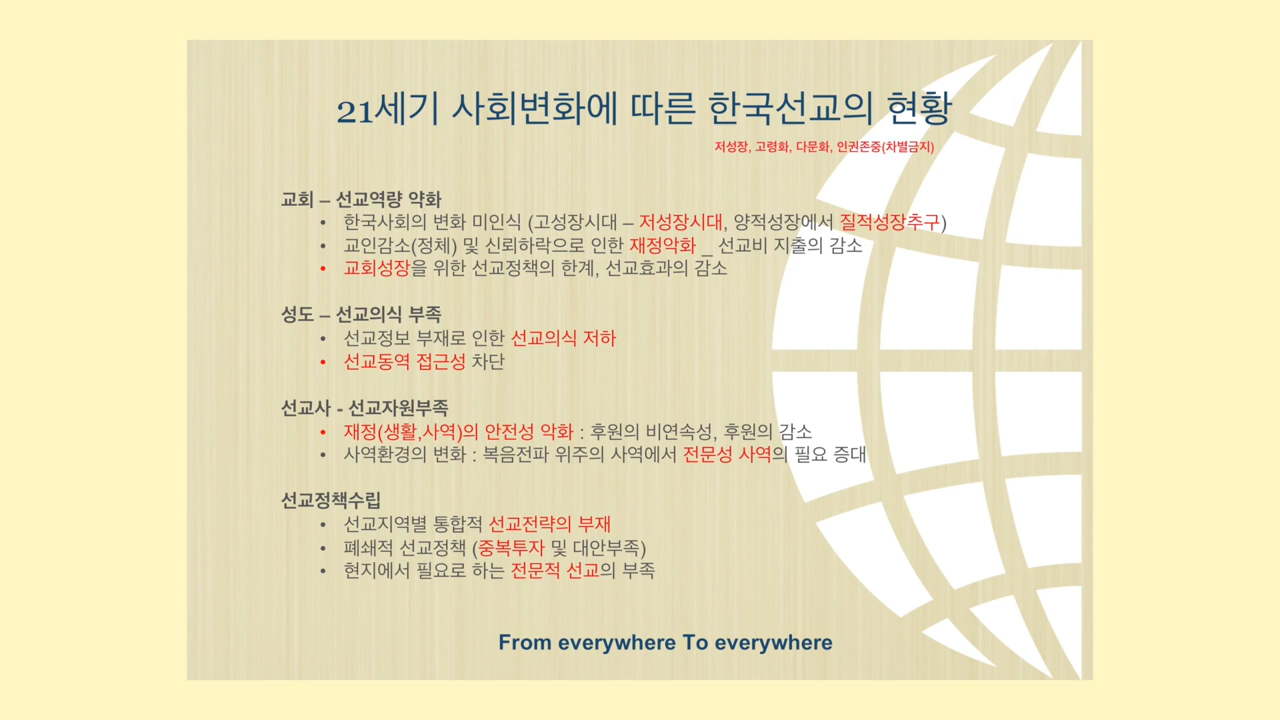 21세기 사회변화에 따른 한국선교의 현황
저성장, 고령화, 다문화, 인권존중(차별금지)
교회 – 선교역량 약화
• 한국사회의 변화 미인식 (고성장시대 – 저성장시대, 양적성장에서 질적성장추구)
• 교인감소(정체) 및 신뢰하락으로 인한 재정악화 _ 선교비 지출의 감소
• 교회성장을 위한 선교정책의 한계, 선교효과의 감소
성도 – 선교의식 부족
• 선교정보 부재로 인한 선교의식 저하
• 선교동역 접근성 차단
선교사 - 선교자원부족
• 재정(생활,사역)의 안전성 악화 : 후원의 비연속성, 후원의 감소
• 사역환경의 변화 : 복음전파 위주의 사역에서 전문성 사역의 필요 증대
선교정책수립
• 선교지역별 통합적 선교전략의 부재
• 폐쇄적 선교정책 (중복투자 및 대안부족)
• 현지에서 필요로 하는 전문적 선교의 부족
From everywhere To everywhere